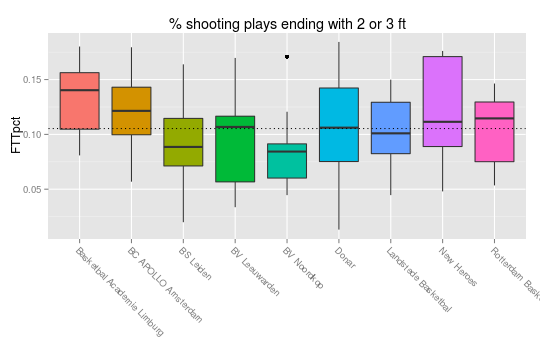 % shooting plays ending with 2 or 3 ft
FTTpct
0.15
0.10
0.05
Basketbal Academie Limburg
BC APOLLO Amsterdam
BS Leiden
BV Leeuwarden
BV Noordkop
Donar
Landstede Basketbal
New Heroes
Rotterdam Bask